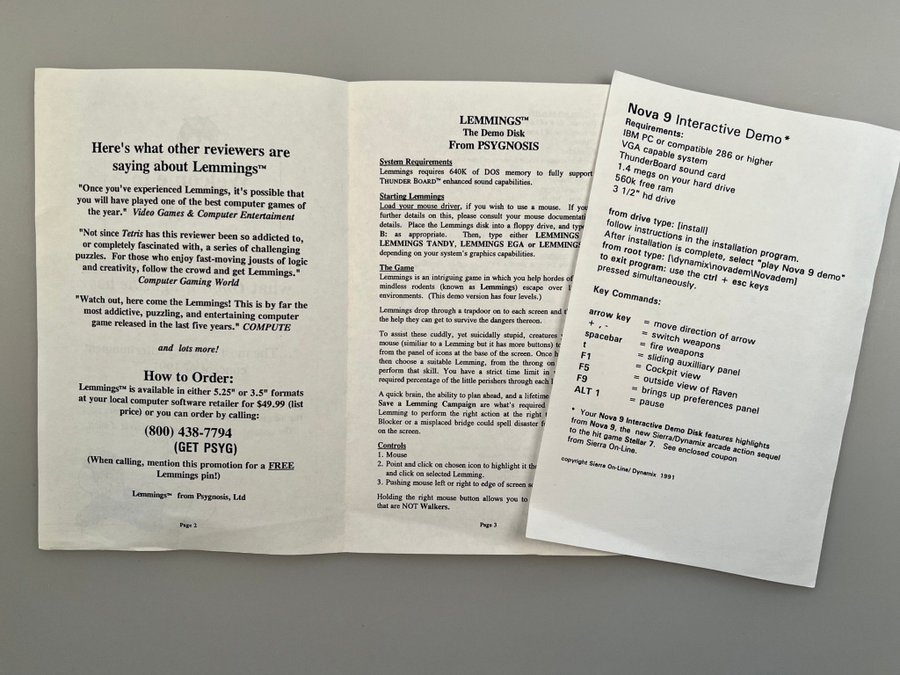 Here's what other reviewers are
saying about Lemmings™
"Once you've experienced Lemmings, it's possible that
you will have played one of the best computer games of
the year." Video Games & Computer Entertaiment
"Not since Tetris has this reviewer been so addicted to,
or completely fascinated with, a series of challenging
puzzles. For those who enjoy fast-moving jousts of logic
and creativity, follow the crowd and get Lemmings."
Computer Gaming World
"Watch out, here come the Lemmings! This is by far the
most addictive, puzzling, and entertaining computer
game released in the last five years." COMPUTE
and lots more!
How to Order:
Lemmings™ is available in either 5.25" or 3.5" formats
at your local computer software retailer for $49.99 (list
price) or you can order by calling:
(800) 438-7794
(GET PSYG)
(When calling, mention this promotion for a FREE
Lemmings pin!)
Lemmings™ from Psygnosis, Ltd
Page 2
LEMMINGS™
The Demo Disk
From PSYGNOSIS
System Requirements
Lemmings requires 640K of DOS memory to fully support
THUNDER BOARD™ enhanced sound capabilities.
Starting Lemmings
Load your mouse driver, if you wish to use a mouse. If you
further details on this, please consult your mouse
details. Place the Lemmings disk into a floppy drive, and
B: as appropriate. Then, type either LEMMINGS
LEMMINGS TANDY, LEMMINGS EGA or
depending on your system's graphics capabilities.
The Game
Lemmings is an intriguing game in which you help hordes of
mindless rodents (known as Lemmings) escape over
environments. (This demo version has four levels.)
Lemmings drop through a trapdoor on to each screen and
the help they can get to survive the dangers thereon.
To assist these cuddly, yet suicidally stupid, creatures
mouse (similiar to a Lemming but it has more buttons) to
from the panel of icons at the base of the screen. Once
then choose a suitable Lemming, from the throng on
perform that skill. You have a strict time limit in
required percentage of the little perishers through each
A quick brain, the ability to plan ahead, and a lifetime
Save a Lemming Campaign are what's required
Lemming to perform the right action at the right
Blocker or a misplaced bridge could spell disaster
on the screen.
Controls
1. Mouse
2. Point and click on chosen icon to highlight it
and click on selected Lemming.
3. Pushing mouse left or right to edge of screen
Holding the right mouse button allows you to
that are NOT Walkers.
Page 3
Nova 9 Interactive Demo*
Requirements:
IBM PC or compatible 286 or higher
VGA capable system
ThunderBoard sound card
1.4 megs on your hard drive
560k free ram
3 1/2" hd drive
from drive type: [install]
follow instructions in the installation program.
After installation is complete, select "play Nova 9 demo"
from root type: [\dynamix\novadem\Novadem]
to exit program: use the ctrl + esc keys
pressed simultaneously.
Key Commands:
arrow key = move direction of arrow
+ , - = switch weapons
spacebar = fire weapons
t = sliding auxilliary panel
F1 = Cockpit view
F5 = outside view of Raven
F9 = brings up preferences panel
ALT 1 = pause
* Your Nova 9 Interactive Demo Disk features highlights
from Nova 9, the new Sierra/Dynamix arcade action sequel
to the hit game Stellar 7. See enclosed coupon
from Sierra On-Line.
copyright Sierra On-Line/ Dynamix 1991